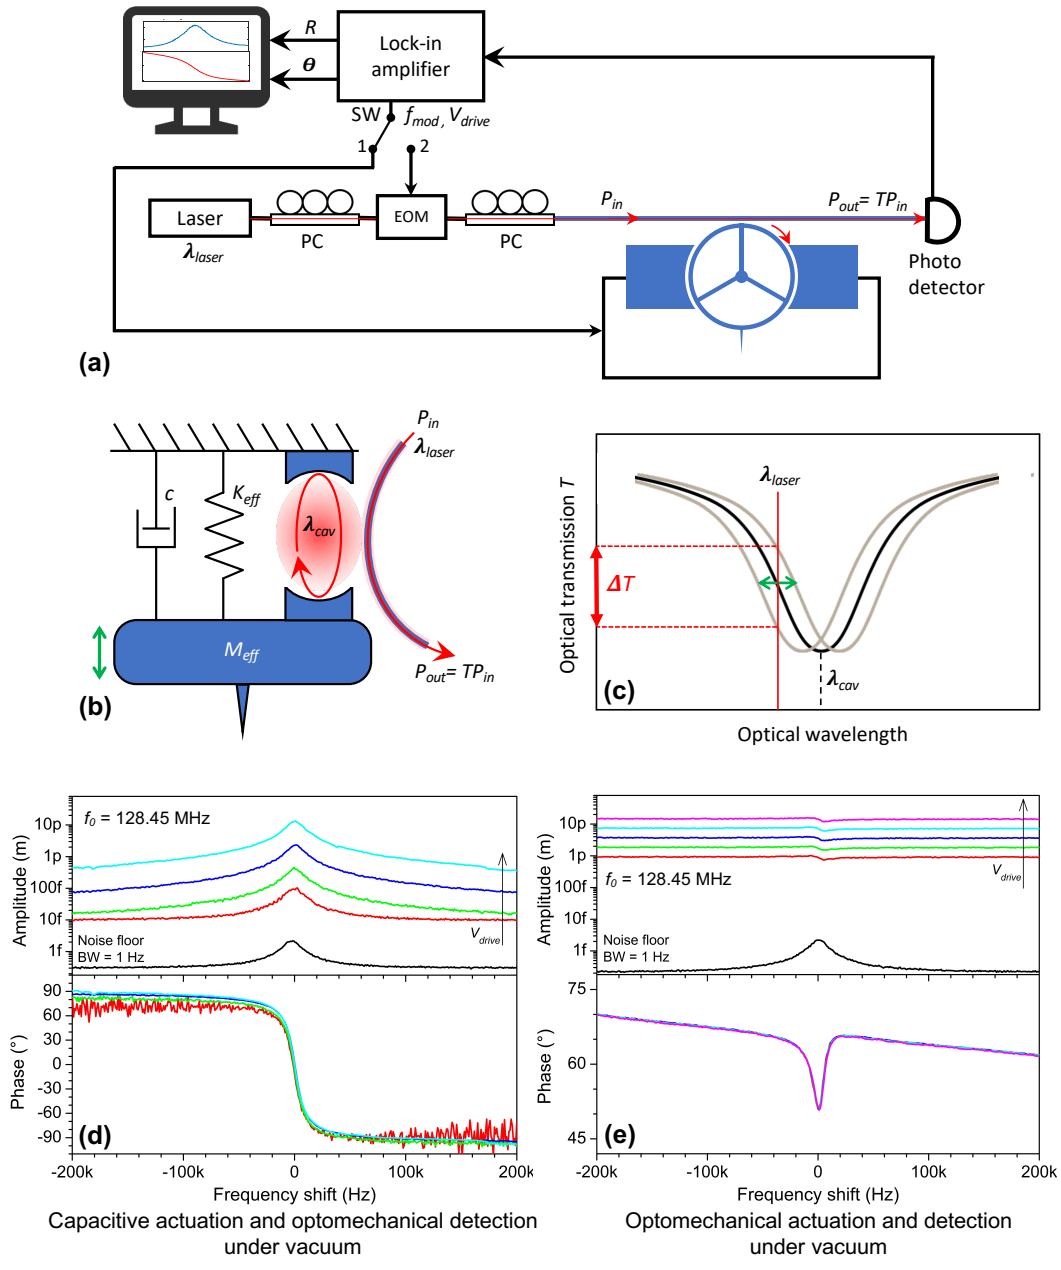 R
θ
Lock-in
amplifier
SW
f_mod, V_drive
1
2
Laser
λ_laser
PC
EOM
PC
P_in
P_out= TP_in
Photo
detector
(a)
P_in
λ_laser
c
K_eff
λ_cav
M_eff
P_out= TP_in
(b)
Optical transmission T
λ_laser
ΔT
λ_cav
(c)
Optical wavelength
Amplitude (m)
10p
1p
100f
10f
1f
f_0 = 128.45 MHz
V_drive
Noise floor
BW = 1 Hz
Phase (°)
90
60
30
0
-30
-60
-90
(d)
-200k
-100k
0
100k
200k
Frequency shift (Hz)
Capacitive actuation and optomechanical detection
under vacuum
Amplitude (m)
10p
1p
100f
10f
1f
f_0 = 128.45 MHz
V_drive
Noise floor
BW = 1 Hz
Phase (°)
75
60
45
(e)
-200k
-100k
0
100k
200k
Frequency shift (Hz)
Optomechanical actuation and detection
under vacuum